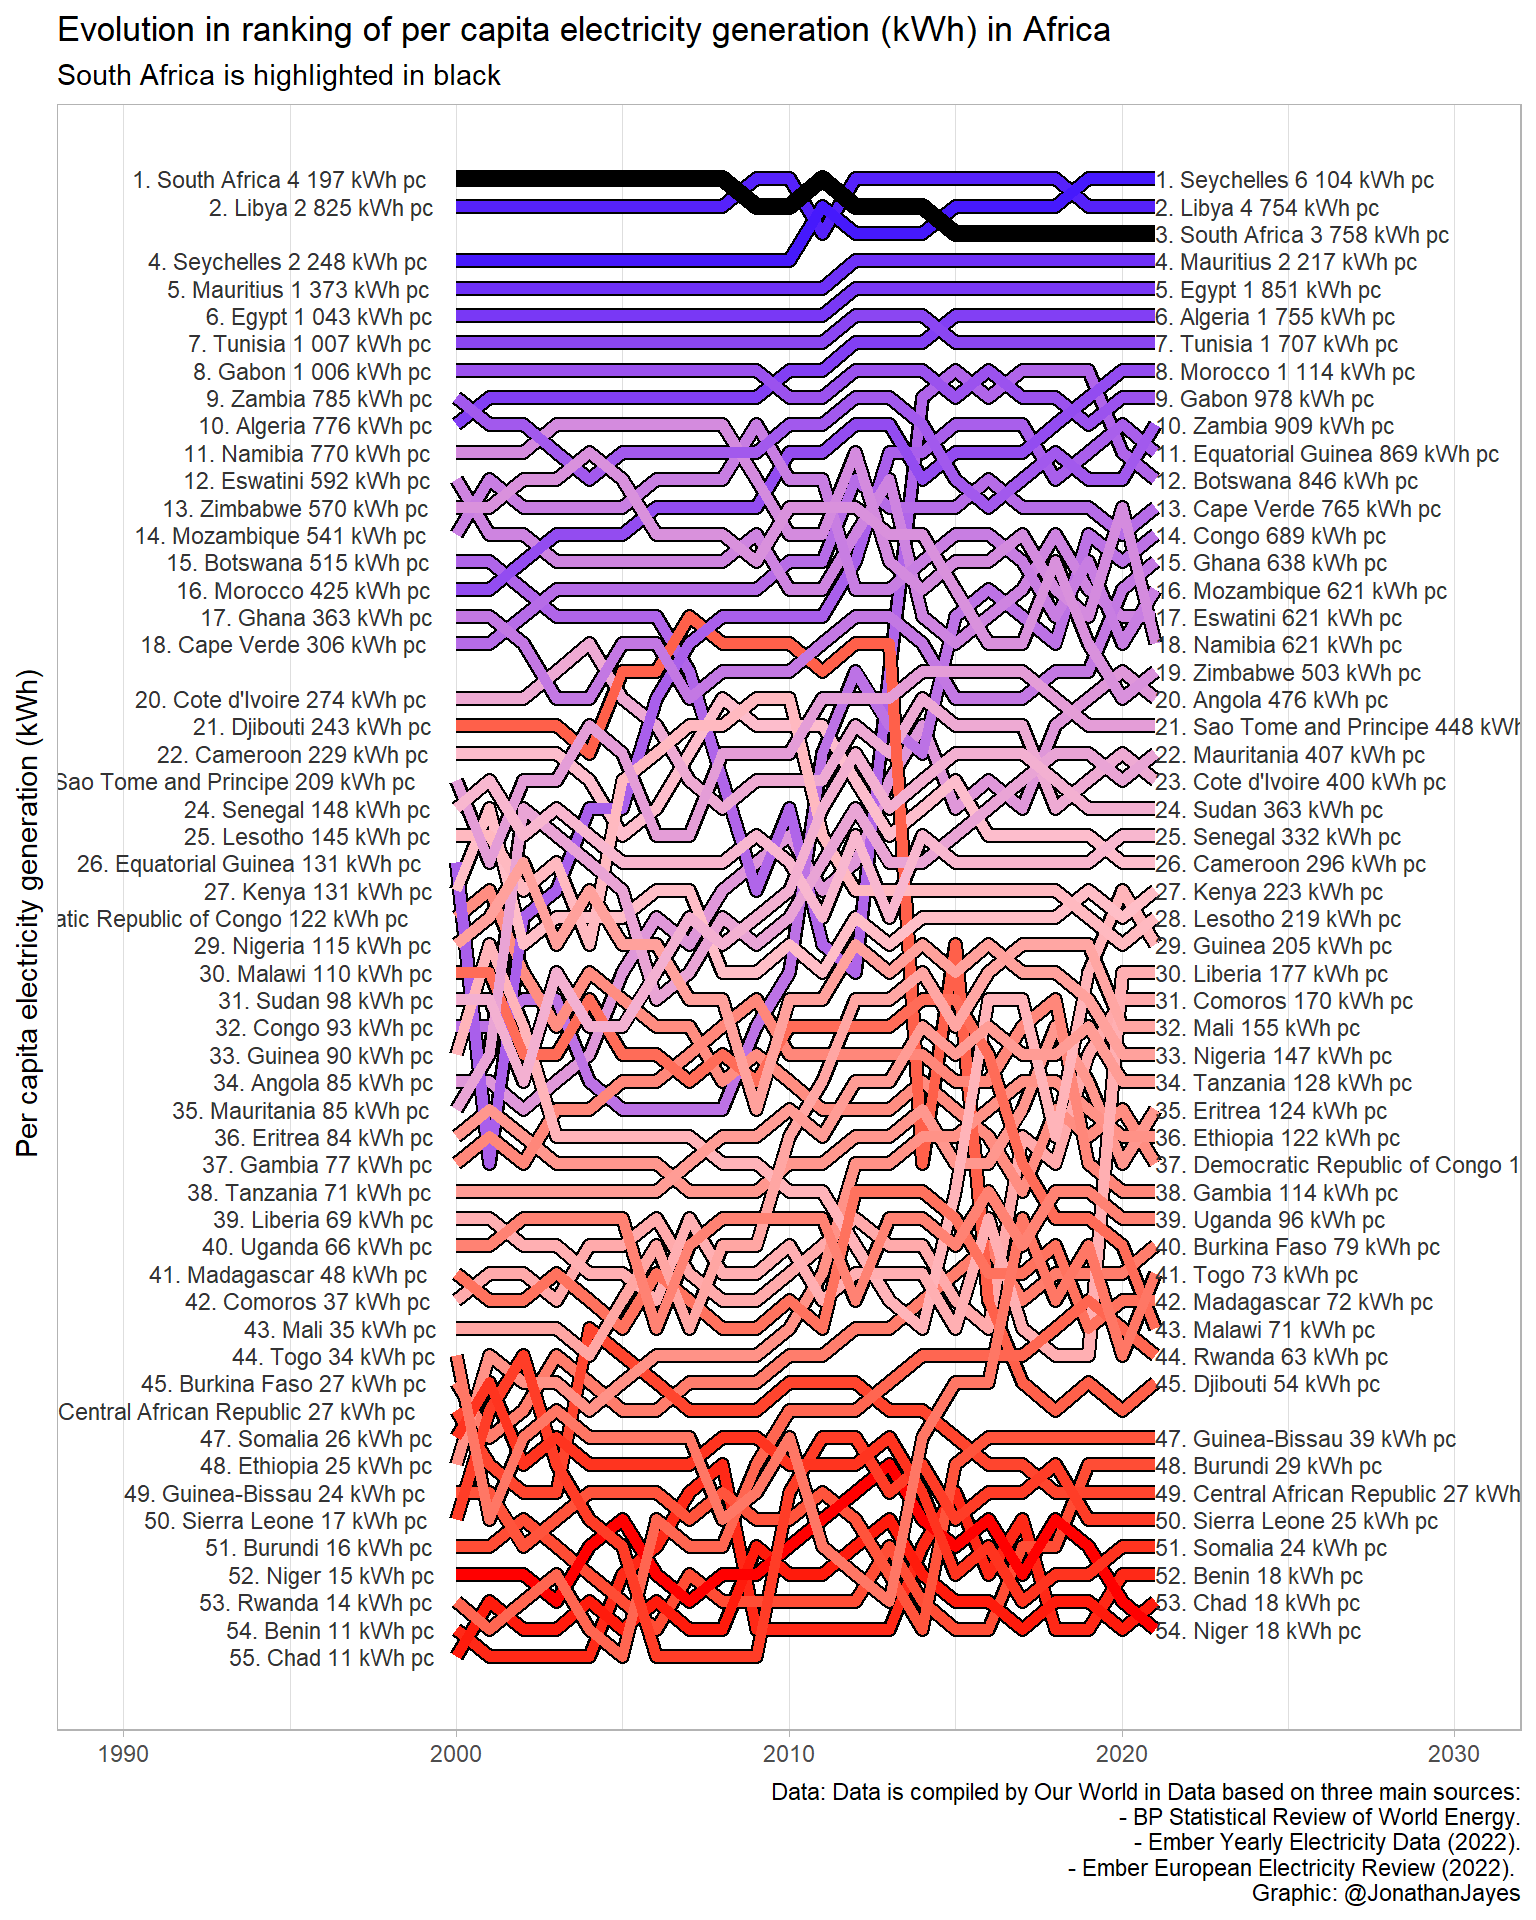 Evolution in ranking of per capita electricity generation (kWh) in Africa
South Africa is highlighted in black
Per capita electricity generation (kWh)
1. South Africa 4 197 kWh pc
2. Libya 2 825 kWh pc
4. Seychelles 2 248 kWh pc
5. Mauritius 1 373 kWh pc
6. Egypt 1 043 kWh pc
7. Tunisia 1 007 kWh pc
8. Gabon 1 006 kWh pc
9. Zambia 785 kWh pc
10. Algeria 776 kWh pc
11. Namibia 770 kWh pc
12. Eswatini 592 kWh pc
13. Zimbabwe 570 kWh pc
14. Mozambique 541 kWh pc
15. Botswana 515 kWh pc
16. Morocco 425 kWh pc
17. Ghana 363 kWh pc
18. Cape Verde 306 kWh pc
20. Cote d'Ivoire 274 kWh pc
21. Djibouti 243 kWh pc
22. Cameroon 229 kWh pc
Sao Tome and Principe 209 kWh pc
24. Senegal 148 kWh pc
25. Lesotho 145 kWh pc
26. Equatorial Guinea 131 kWh pc
27. Kenya 131 kWh pc
atic Republic of Congo 122 kWh pc
29. Nigeria 115 kWh pc
30. Malawi 110 kWh pc
31. Sudan 98 kWh pc
32. Congo 93 kWh pc
33. Guinea 90 kWh pc
34. Angola 85 kWh pc
35. Mauritania 85 kWh pc
36. Eritrea 84 kWh pc
37. Gambia 77 kWh pc
38. Tanzania 71 kWh pc
39. Liberia 69 kWh pc
40. Uganda 66 kWh pc
41. Madagascar 48 kWh pc
42. Comoros 37 kWh pc
43. Mali 35 kWh pc
44. Togo 34 kWh pc
45. Burkina Faso 27 kWh pc
Central African Republic 27 kWh pc
47. Somalia 26 kWh pc
48. Ethiopia 25 kWh pc
49. Guinea-Bissau 24 kWh pc
50. Sierra Leone 17 kWh pc
51. Burundi 16 kWh pc
52. Niger 15 kWh pc
53. Rwanda 14 kWh pc
54. Benin 11 kWh pc
55. Chad 11 kWh pc
1. Seychelles 6 104 kWh pc
2. Libya 4 754 kWh pc
3. South Africa 3 758 kWh pc
4. Mauritius 2 217 kWh pc
5. Egypt 1 851 kWh pc
6. Algeria 1 755 kWh pc
7. Tunisia 1 707 kWh pc
8. Morocco 1 114 kWh pc
9. Gabon 978 kWh pc
10. Zambia 909 kWh pc
11. Equatorial Guinea 869 kWh pc
12. Botswana 846 kWh pc
13. Cape Verde 765 kWh pc
14. Congo 689 kWh pc
15. Ghana 638 kWh pc
16. Mozambique 621 kWh pc
17. Eswatini 621 kWh pc
18. Namibia 621 kWh pc
19. Zimbabwe 503 kWh pc
20. Angola 476 kWh pc
21. Sao Tome and Principe 448 kWh
22. Mauritania 407 kWh pc
23. Cote d'Ivoire 400 kWh pc
24. Sudan 363 kWh pc
25. Senegal 332 kWh pc
26. Cameroon 296 kWh pc
27. Kenya 223 kWh pc
28. Lesotho 219 kWh pc
29. Guinea 205 kWh pc
30. Liberia 177 kWh pc
31. Comoros 170 kWh pc
32. Mali 155 kWh pc
33. Nigeria 147 kWh pc
34. Tanzania 128 kWh pc
35. Eritrea 124 kWh pc
36. Ethiopia 122 kWh pc
37. Democratic Republic of Congo 1
38. Gambia 114 kWh pc
39. Uganda 96 kWh pc
40. Burkina Faso 79 kWh pc
41. Togo 73 kWh pc
42. Madagascar 72 kWh pc
43. Malawi 71 kWh pc
44. Rwanda 63 kWh pc
45. Djibouti 54 kWh pc
47. Guinea-Bissau 39 kWh pc
48. Burundi 29 kWh pc
49. Central African Republic 27 kWh
50. Sierra Leone 25 kWh pc
51. Somalia 24 kWh pc
52. Benin 18 kWh pc
53. Chad 18 kWh pc
54. Niger 18 kWh pc
1990 2000 2010 2020 2030
Data: Data is compiled by Our World in Data based on three main sources:
- BP Statistical Review of World Energy.
- Ember Yearly Electricity Data (2022).
- Ember European Electricity Review (2022).
Graphic: @JonathanJayes